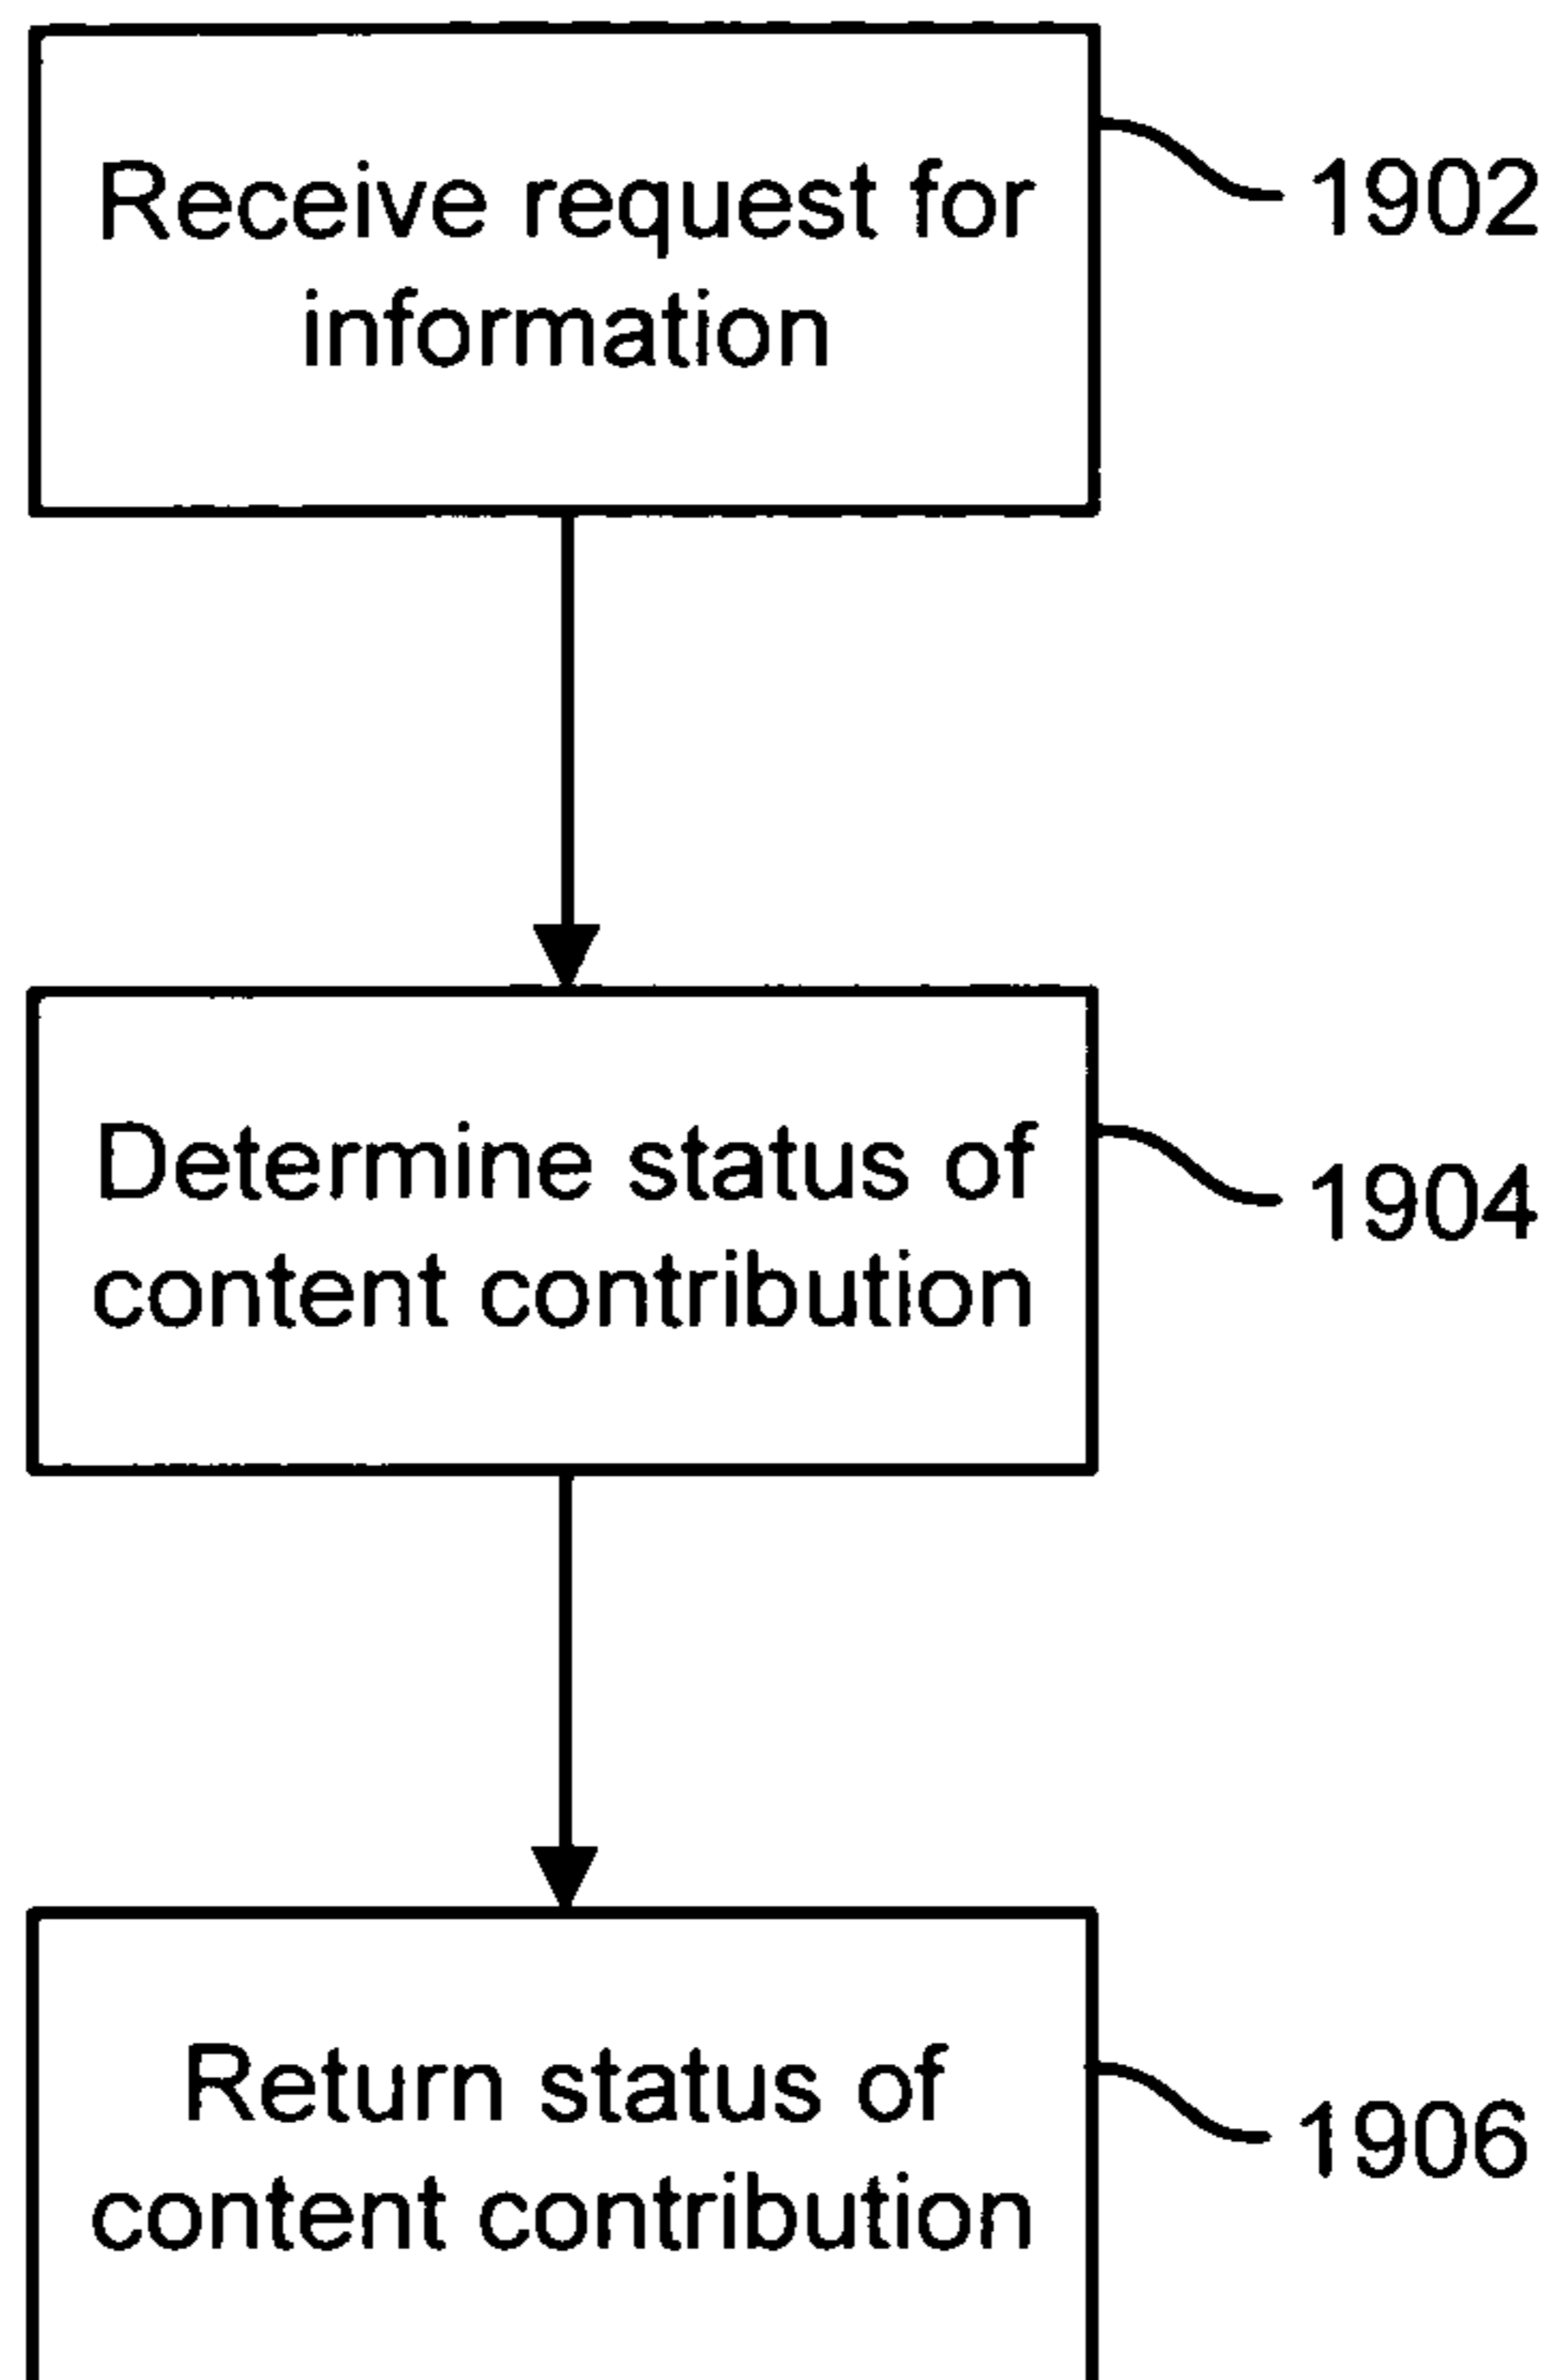 Receive request for
information
1902
Determine status of
content contribution
1904
Return status of
content contribution
1906